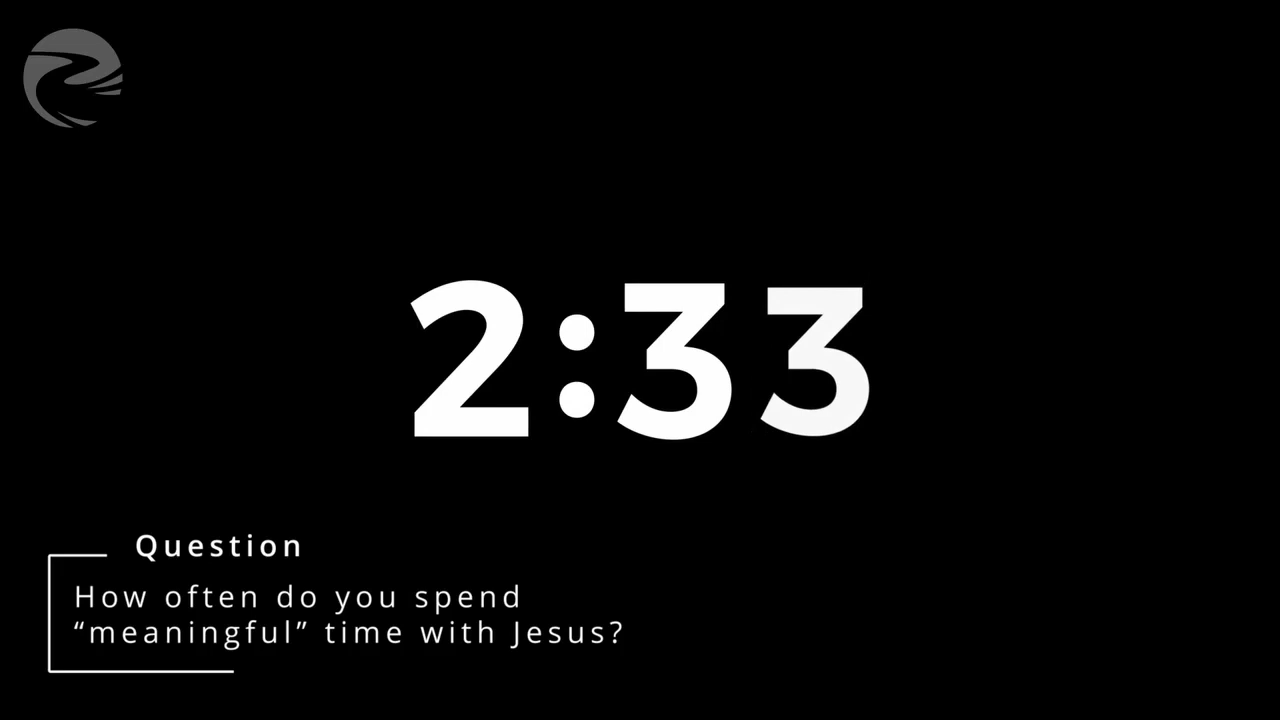 2:33
Question
How often do you spend
“meaningful” time with Jesus?